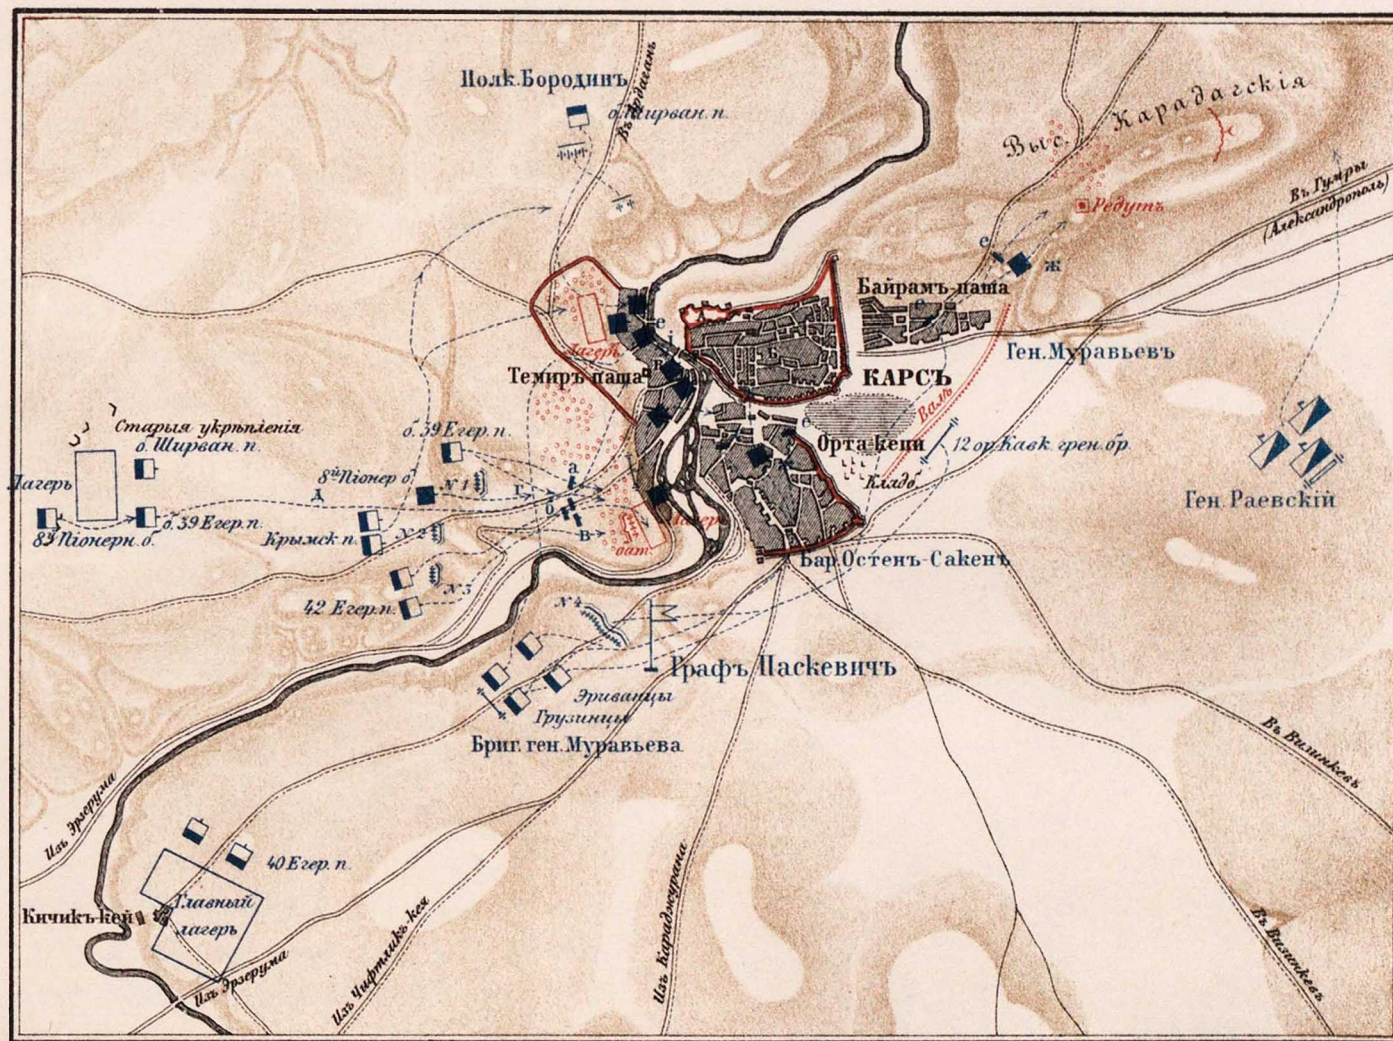 Полк. Бородинъ
б. Ширван. п.
Въ Ардаганъ
Выс. Карадагскія
Редутъ
Въ Гумры
(Александрополь)
е
ж
Байрамъ-паша
е
Ген. Муравьевъ
Лагерь
е
Темиръ-паша
КАРСЪ
Валъ
Орта-кепи
е
12 ор. Кавк. грен. бр.
Кладб.
Ген. Раевскій
Старыя укрѣпленія
б. Ширван. п.
б. 39 Егер. п.
Лагерь
8й Піонер б.
№ 1
а
г
д
б
в
8й Піонерн. б.
б. 39 Егер. п.
Крымск. п.
№ 2
Лагерь
бат.
42 Егер. п.
№ 3
Бар. Остенъ-Сакенъ
№ 4
Графъ Паскевичъ
Эриванцы
Грузинцы
Бриг. ген. Муравьева
Въ Визинкевъ
Изъ Эрзерума
40 Егер. п.
Главный
лагерь
Кичикъ-кей
Изъ Эрзерума
Изъ Чифтликъ-кея
Изъ Караджурана
Въ Визинкевъ